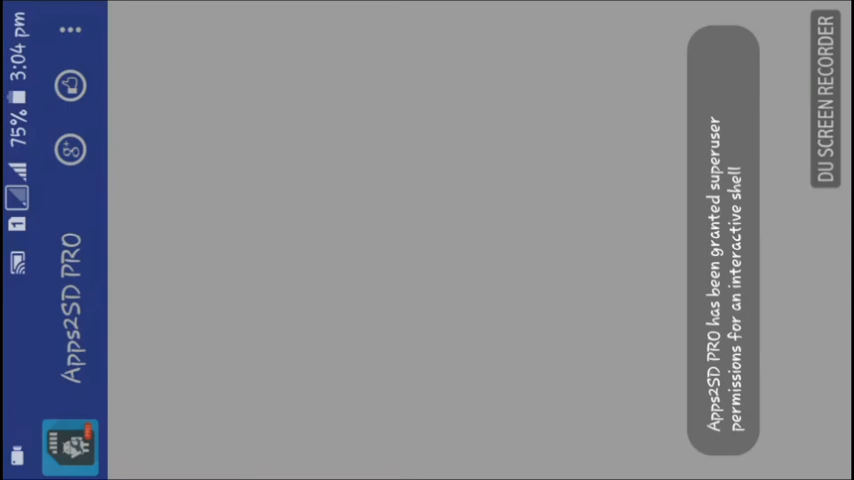 1
75%
3:04 pm
Apps2SD PRO
g+
Apps2SD PRO has been granted superuser
permissions for an interactive shell
DU SCREEN RECORDER